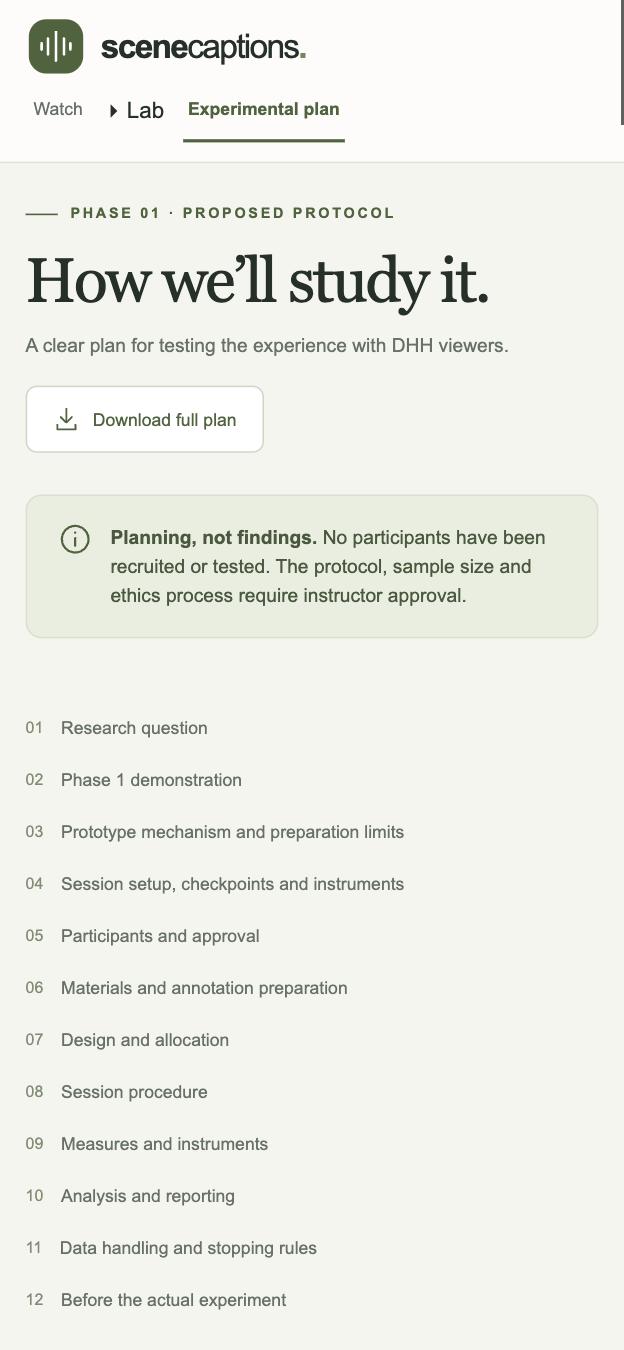 scenecaptions.
Watch Lab Experimental plan
PHASE 01 · PROPOSED PROTOCOL
How we’ll study it.
A clear plan for testing the experience with DHH viewers.
Download full plan
Planning, not findings. No participants have been
recruited or tested. The protocol, sample size and
ethics process require instructor approval.
01 Research question
02 Phase 1 demonstration
03 Prototype mechanism and preparation limits
04 Session setup, checkpoints and instruments
05 Participants and approval
06 Materials and annotation preparation
07 Design and allocation
08 Session procedure
09 Measures and instruments
10 Analysis and reporting
11 Data handling and stopping rules
12 Before the actual experiment